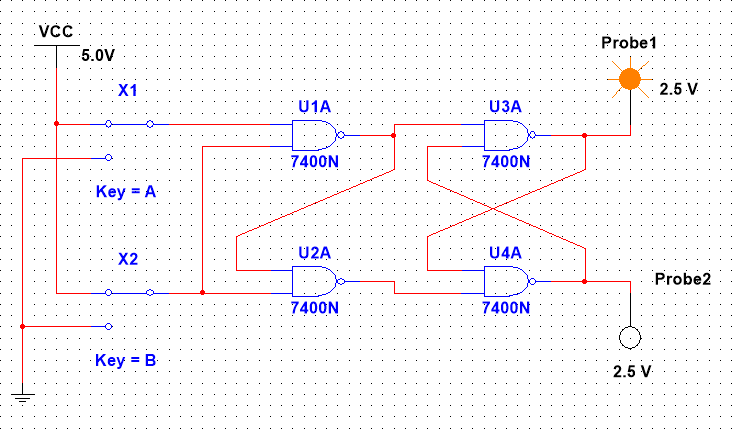 VCC
5.0V
X1
Key = A
X2
Key = B
U1A
7400N
U2A
7400N
U3A
7400N
U4A
7400N
Probe1
2.5 V
Probe2
2.5 V